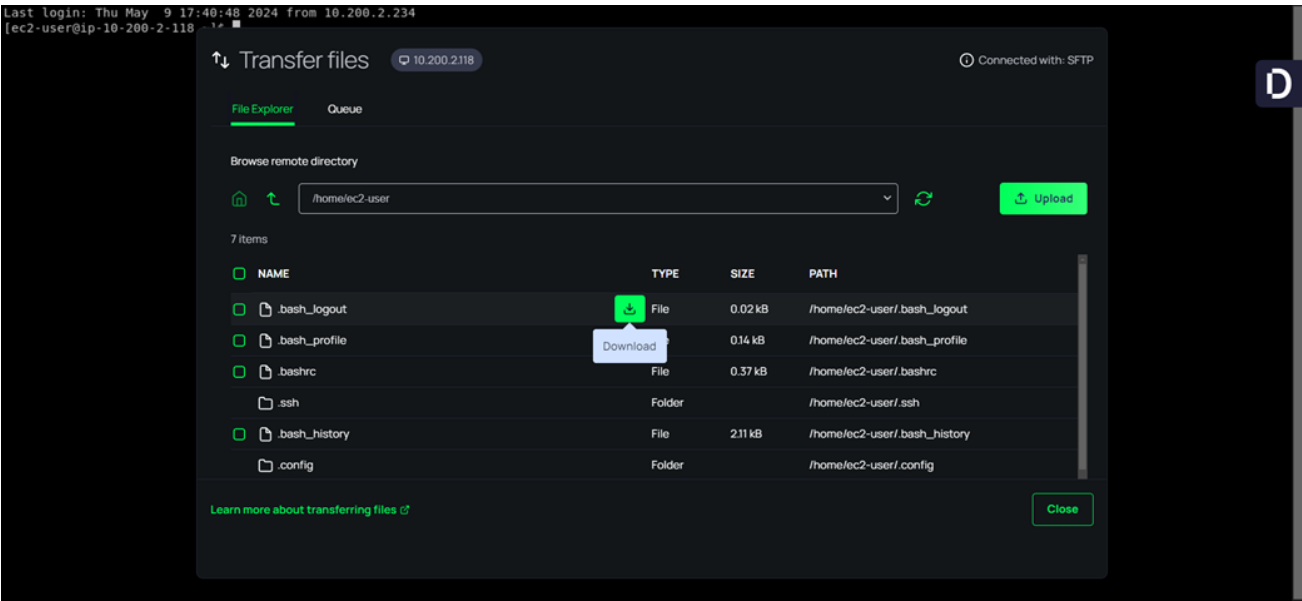 Last login: Thu May  9 17:40:48 2024 from 10.200.2.234
[ec2-user@ip-10-200-2-118 ~]$
Transfer files 10.200.2.118 Connected with: SFTP
D
File Explorer Queue
Browse remote directory
/home/ec2-user Upload
7 items
NAME TYPE SIZE PATH
.bash_logout File 0.02 kB /home/ec2-user/.bash_logout
.bash_profile 0.14 kB /home/ec2-user/.bash_profile
Download
.bashrc File 0.37 kB /home/ec2-user/.bashrc
.ssh Folder /home/ec2-user/.ssh
.bash_history File 2.11 kB /home/ec2-user/.bash_history
.config Folder /home/ec2-user/.config
Learn more about transferring files Close